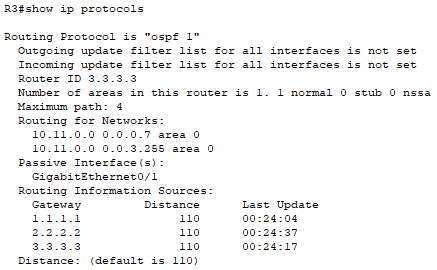 R3#show ip protocols
Routing Protocol is "ospf 1"
Outgoing update filter list for all interfaces is not set
Incoming update filter list for all interfaces is not set
Router ID 3.3.3.3
Number of areas in this router is 1. 1 normal 0 stub 0 nssa
Maximum path: 4
Routing for Networks:
10.11.0.0 0.0.0.7 area 0
10.11.0.0 0.0.3.255 area 0
Passive Interface(s):
GigabitEthernet0/1
Routing Information Sources:
Gateway Distance Last Update
1.1.1.1 110 00:24:04
2.2.2.2 110 00:24:37
3.3.3.3 110 00:24:17
Distance: (default is 110)